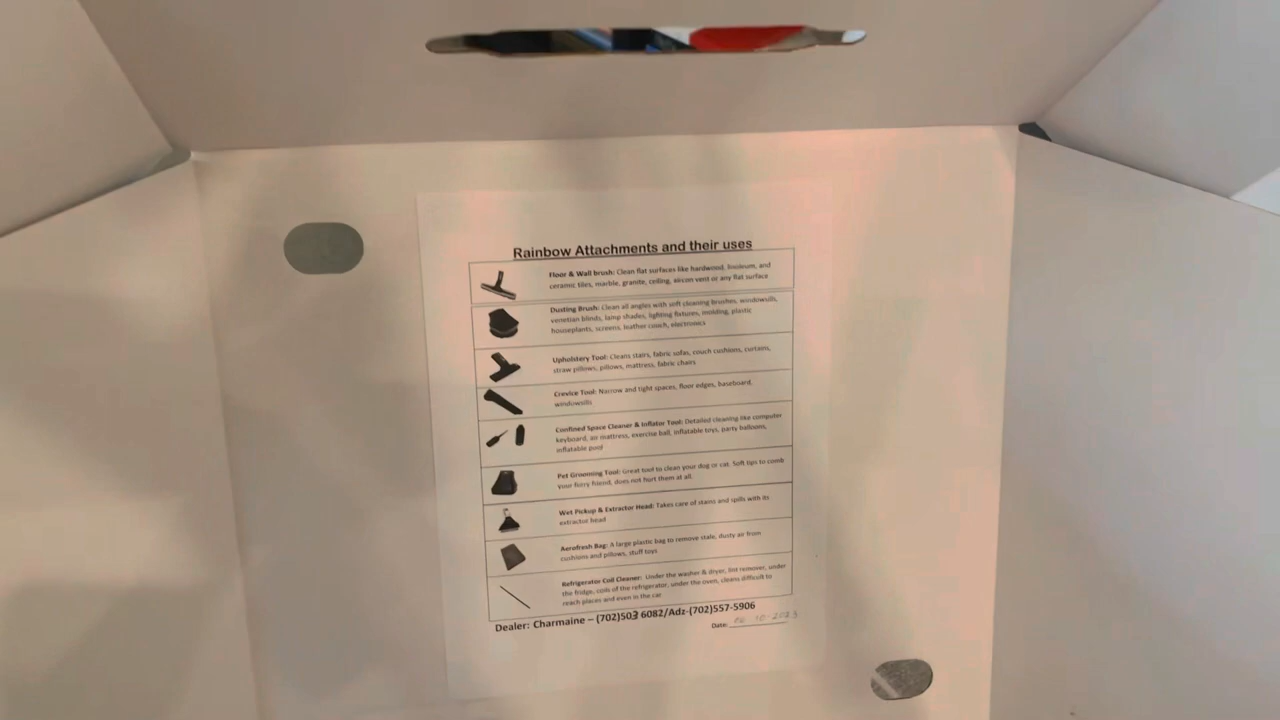 Rainbow Attachments and their uses
Floor & Wall brush: Clean flat surfaces like hardwood, linoleum, and
ceramic tiles, marble, granite, ceiling, aircon vent or any flat surface
Dusting Brush: Clean all angles with soft cleaning brushes, windowsills,
venetian blinds, lamp shades, lighting fixtures, molding, plastic
houseplants, screens, leather couch, electronics
Upholstery Tool: Cleans stairs, fabric sofas, couch cushions, curtains,
straw pillows, pillows, mattress, fabric chairs
Crevice Tool: Narrow and tight spaces, floor edges, baseboard,
windowsills
Confined Space Cleaner & Inflator Tool: Detailed cleaning like computer
keyboard, air mattress, exercise ball, inflatable toys, party balloons,
inflatable pool
Pet Grooming Tool: Great tool to clean your dog or cat. Soft tips to comb
your furry friend, does not hurt them at all.
Wet Pickup & Extractor Head: Takes care of stains and spills with its
extractor head
Aerofresh Bag: A large plastic bag to remove stale, dusty air from
cushions and pillows, stuff toys
Refrigerator Coil Cleaner: Under the washer & dryer, lint remover, under
the fridge, coils of the refrigerator, under the oven, cleans difficult to
reach places and even in the car
Dealer: Charmaine – (702)503 6082/Adz-(702)557-5906
Date: 06 10 2023